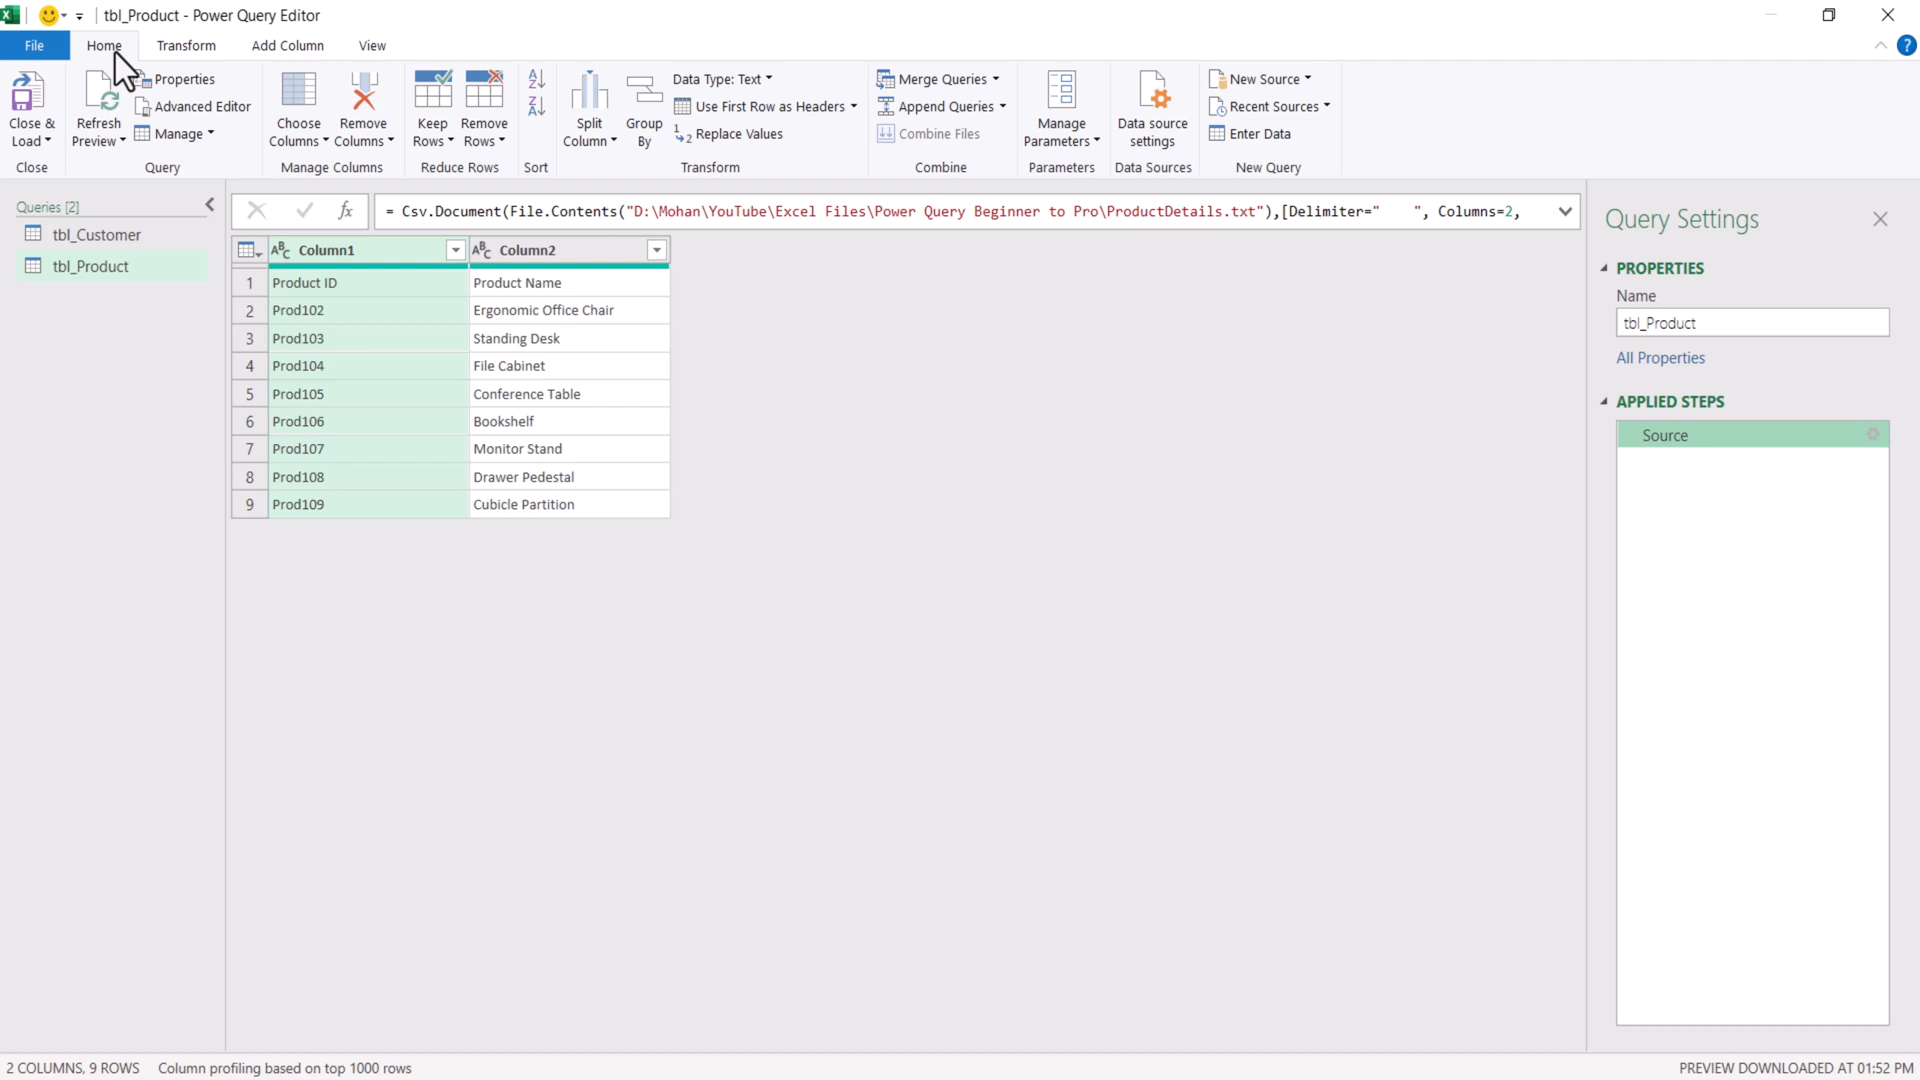 tbl_Product - Power Query Editor
File Home Transform Add Column View
Close & Load
Close
Refresh Preview
Properties
Advanced Editor
Manage
Query
Choose Columns
Remove Columns
Manage Columns
Keep Rows
Remove Rows
Reduce Rows
Sort
Split Column
Group By
Data Type: Text
Use First Row as Headers
Replace Values
Transform
Merge Queries
Append Queries
Combine Files
Combine
Manage Parameters
Parameters
Data source settings
Data Sources
New Source
Recent Sources
Enter Data
New Query
Queries [2]
tbl_Customer
tbl_Product
= Csv.Document(File.Contents("D:\Mohan\YouTube\Excel Files\Power Query Beginner to Pro\ProductDetails.txt"),[Delimiter="    ", Columns=2,
Column1 Column2
1 Product ID Product Name
2 Prod102 Ergonomic Office Chair
3 Prod103 Standing Desk
4 Prod104 File Cabinet
5 Prod105 Conference Table
6 Prod106 Bookshelf
7 Prod107 Monitor Stand
8 Prod108 Drawer Pedestal
9 Prod109 Cubicle Partition
Query Settings
PROPERTIES
Name
tbl_Product
All Properties
APPLIED STEPS
Source
2 COLUMNS, 9 ROWS Column profiling based on top 1000 rows
PREVIEW DOWNLOADED AT 01:52 PM